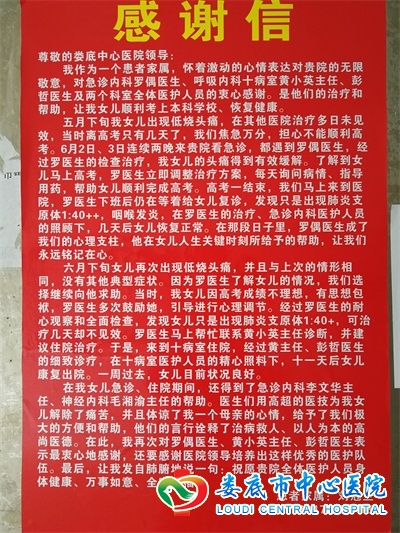 感谢信
尊敬的娄底中心医院领导：
我作为一个患者家属，怀着激动的心情表达对贵院的无限
敬意，对急诊内科罗偶医生、呼吸内科十病室黄小英主任、彭
哲医生及两个科室全体医护人员的衷心感谢。是他们的治疗和
帮助，让我女儿顺利考上本科学校、恢复健康。
五月下旬我女儿出现低烧头痛，在其他医院治疗多日未见
效，当时离高考只有几天了，我们焦急万分，担心不能顺利高
考。6月2日、3日连续两晚来贵院看急诊，都遇到罗偶医生，经
过罗医生的检查治疗，我女儿的头痛得到有效缓解。了解到女
儿马上高考，罗医生立即调整治疗方案，每天询问病情、指导
用药，帮助女儿顺利完成高考。高考一结束，我们马上来到医
院，罗医生下班后仍在等着给女儿复诊，发现只是出现肺炎支
原体1:40++，咽喉发炎，在罗医生的治疗、急诊内科医护人员
的照顾下，几天后女儿恢复正常。在那段日子里，罗偶医生成了
我们的心理支柱，他在女儿人生关键时刻所给予的帮助，让我们
永远铭记在心。
六月下旬女儿再次出现低烧头痛，并且与上次的情形相
同，没有其他典型症状。因为罗医生了解女儿的情况，我们选
择继续向他求助。当时，我女儿因高考成绩不理想，有思想包
袱，罗医生多次鼓励她，引导进行心理调节。经过罗医生的耐
心观察和全面检查，发现女儿只是出现肺炎支原体1:40+，可治
疗几天却不见效。罗医生马上帮忙联系黄小英主任诊断，并建
议住院治疗。于是，来到十病室住院，经过黄主任、彭哲医生
的细致诊疗，在十病室医护人员的精心照料下，十一天后女儿
康复出院。一周过去，女儿目前状况良好。
在我女儿急诊、住院期间，还得到了急诊内科李文华主
任、神经内科毛湘渝主任的帮助。医生们用高超的医技为我女
儿解除了痛苦，并且体谅了我一个母亲的心情，给予了我们极
大的方便和帮助，他们的言行诠释了治病救人、以人为本的高
尚医德。在此，我再次对罗偶医生、黄小英主任、彭哲医生表
示最衷心地感谢，还要感谢医院领导培养出这样优秀的医护队
伍。最后，让我发自肺腑地说一句：祝愿贵院全体医护人员身
体健康、万事如意、全
患者家属：
娄底市中心医院
LOUDI CENTRAL HOSPITAL